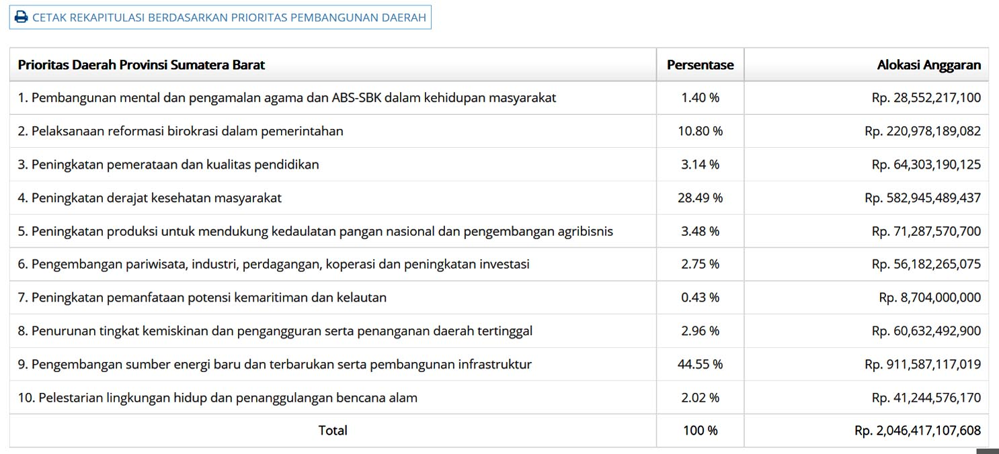 CETAK REKAPITULASI BERDASARKAN PRIORITAS PEMBANGUNAN DAERAH
Prioritas Daerah Provinsi Sumatera Barat Persentase Alokasi Anggaran
1. Pembangunan mental dan pengamalan agama dan ABS-SBK dalam kehidupan masyarakat 1.40 % Rp. 28,552,217,100
2. Pelaksanaan reformasi birokrasi dalam pemerintahan 10.80 % Rp. 220,978,189,082
3. Peningkatan pemerataan dan kualitas pendidikan 3.14 % Rp. 64,303,190,125
4. Peningkatan derajat kesehatan masyarakat 28.49 % Rp. 582,945,489,437
5. Peningkatan produksi untuk mendukung kedaulatan pangan nasional dan pengembangan agribisnis 3.48 % Rp. 71,287,570,700
6. Pengembangan pariwisata, industri, perdagangan, koperasi dan peningkatan investasi 2.75 % Rp. 56,182,265,075
7. Peningkatan pemanfataan potensi kemaritiman dan kelautan 0.43 % Rp. 8,704,000,000
8. Penurunan tingkat kemiskinan dan pengangguran serta penanganan daerah tertinggal 2.96 % Rp. 60,632,492,900
9. Pengembangan sumber energi baru dan terbarukan serta pembangunan infrastruktur 44.55 % Rp. 911,587,117,019
10. Pelestarian lingkungan hidup dan penanggulangan bencana alam 2.02 % Rp. 41,244,576,170
Total 100 % Rp. 2,046,417,107,608